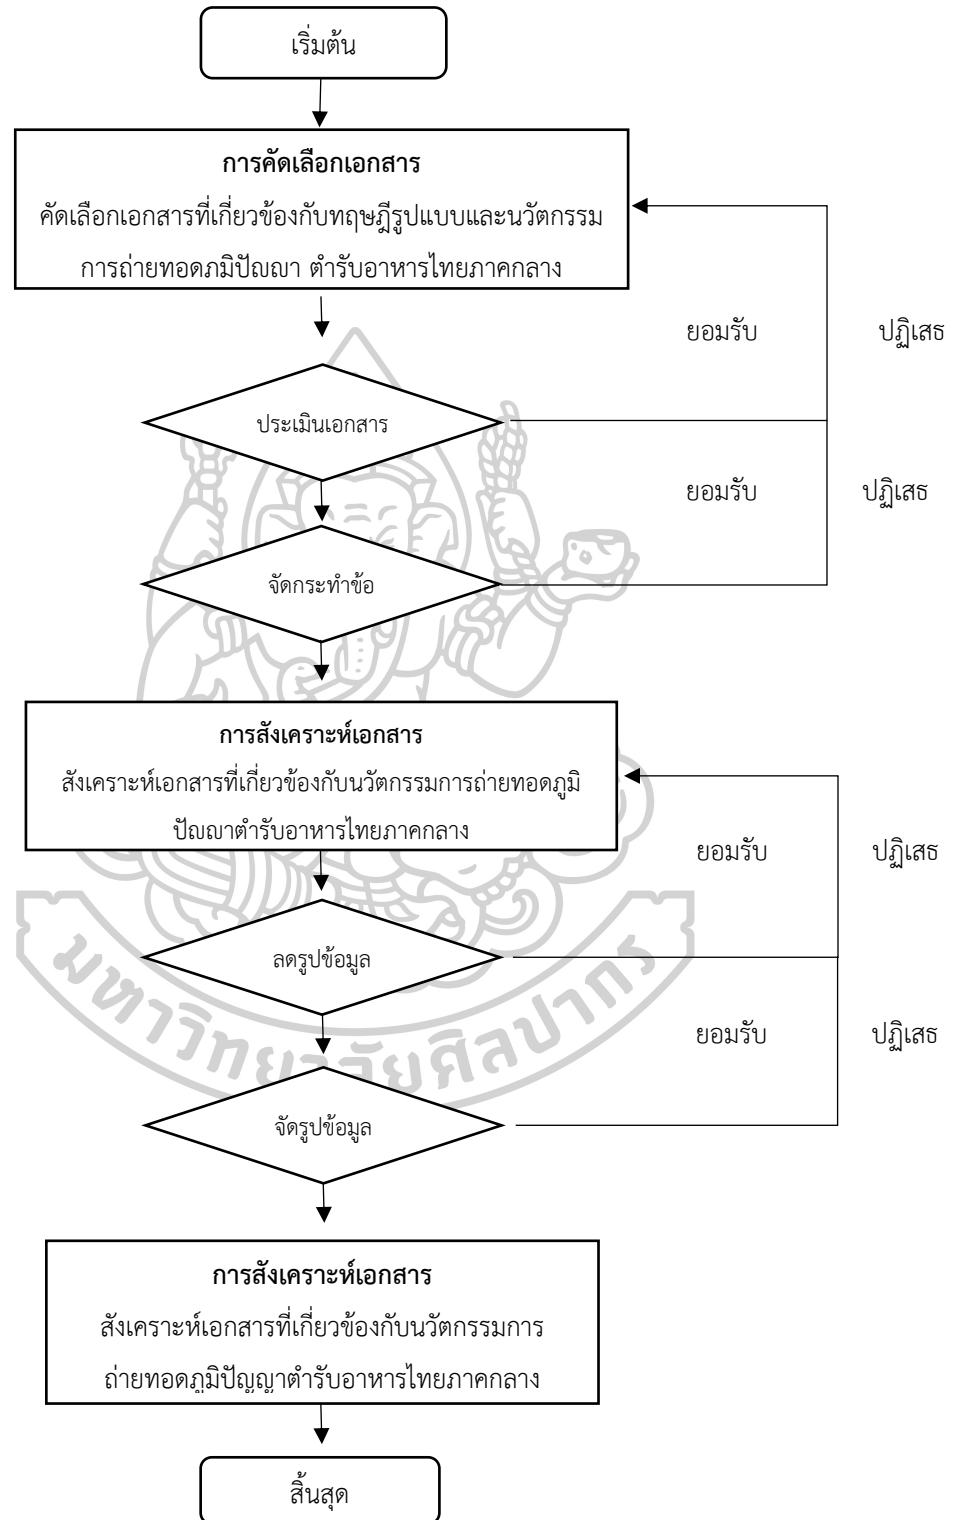 เริ่มต้น
การคัดเลือกเอกสาร
คัดเลือกเอกสารที่เกี่ยวข้องกับทฤษฎีรูปแบบและนวัตกรรม
การถ่ายทอดภมิปัญญา ตำรับอาหารไทยภาคกลาง
ยอมรับ ปฏิเสธ
ประเมินเอกสาร
ยอมรับ ปฏิเสธ
จัดกระทำข้อ
การสังเคราะห์เอกสาร
สังเคราะห์เอกสารที่เกี่ยวข้องกับนวัตกรรมการถ่ายทอดภูมิ
ปัญญาตำรับอาหารไทยภาคกลาง
ยอมรับ ปฏิเสธ
ลดรูปข้อมูล
มหาวิทยาลัยศิลปากร
ยอมรับ ปฏิเสธ
จัดรูปข้อมูล
การสังเคราะห์เอกสาร
สังเคราะห์เอกสารที่เกี่ยวข้องกับนวัตกรรมการ
ถ่ายทอดภูมิปัญญาตำรับอาหารไทยภาคกลาง
สิ้นสุด